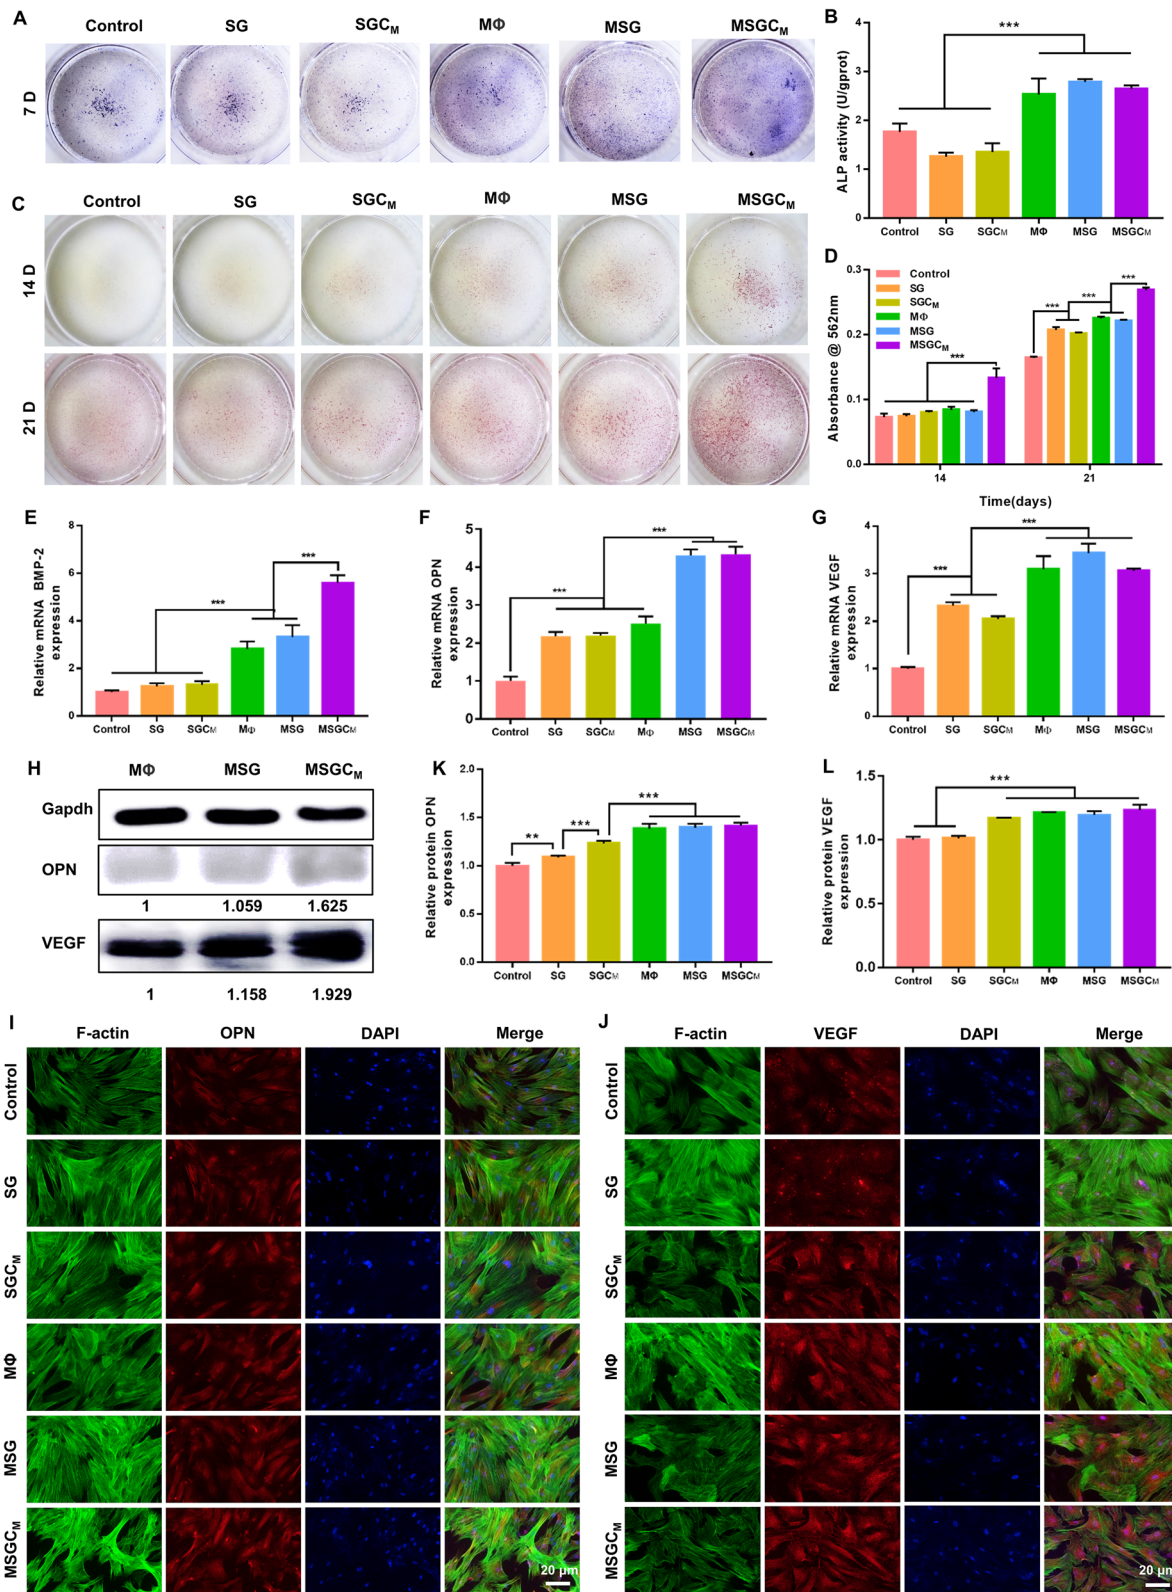 A
Control SG SGCM MΦ MSG MSGCM
7 D
B
ALP activity (U/gprot)
4
3
2
1
0
***
Control SG SGCM MΦ MSG MSGCM
C
Control SG SGCM MΦ MSG MSGCM
14 D
21 D
D
Absorbance @ 562nm
0.3
0.2
0.1
0.0
Control
SG
SGCM
MΦ
MSG
MSGCM
***
*** *** ***
14 21
Time(days)
E
Relative mRNA BMP-2
expression
8
6
4
2
0
*** ***
Control SG SGCM MΦ MSG MSGCM
F
Relative mRNA OPN
expression
5
4
3
2
1
0
*** ***
Control SG SGCM MΦ MSG MSGCM
G
Relative mRNA VEGF
expression
4
3
2
1
0
*** ***
Control SG SGCM MΦ MSG MSGCM
H
MΦ MSG MSGCM
Gapdh
OPN
1 1.059 1.625
VEGF
1 1.158 1.929
K
Relative protein OPN
expression
2.0
1.5
1.0
0.5
0.0
** *** ***
Control SG SGCM MΦ MSG MSGCM
L
Relative protein VEGF
expression
1.5
1.0
0.5
0.0
***
Control SG SGCM MΦ MSG MSGCM
I
F-actin OPN DAPI Merge
Control
SG
SGCM
MΦ
MSG
MSGCM
20 μm
J
F-actin VEGF DAPI Merge
Control
SG
SGCM
MΦ
MSG
MSGCM
20 μm